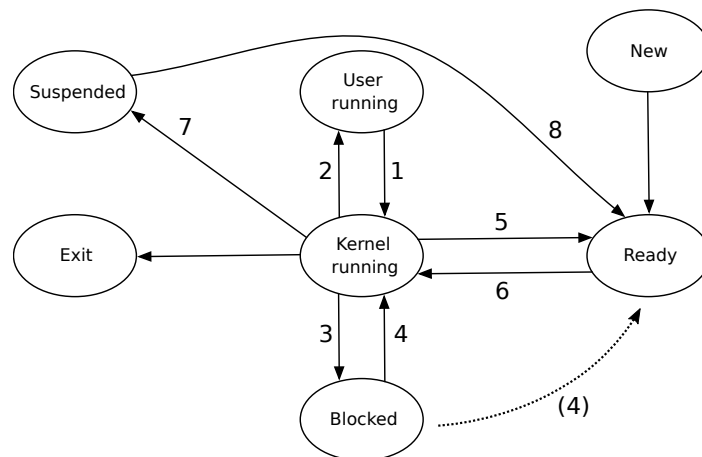 New
User
running
Suspended
8
7
2
1
5
Kernel
running
Exit
Ready
6
3
4
(4)
Blocked